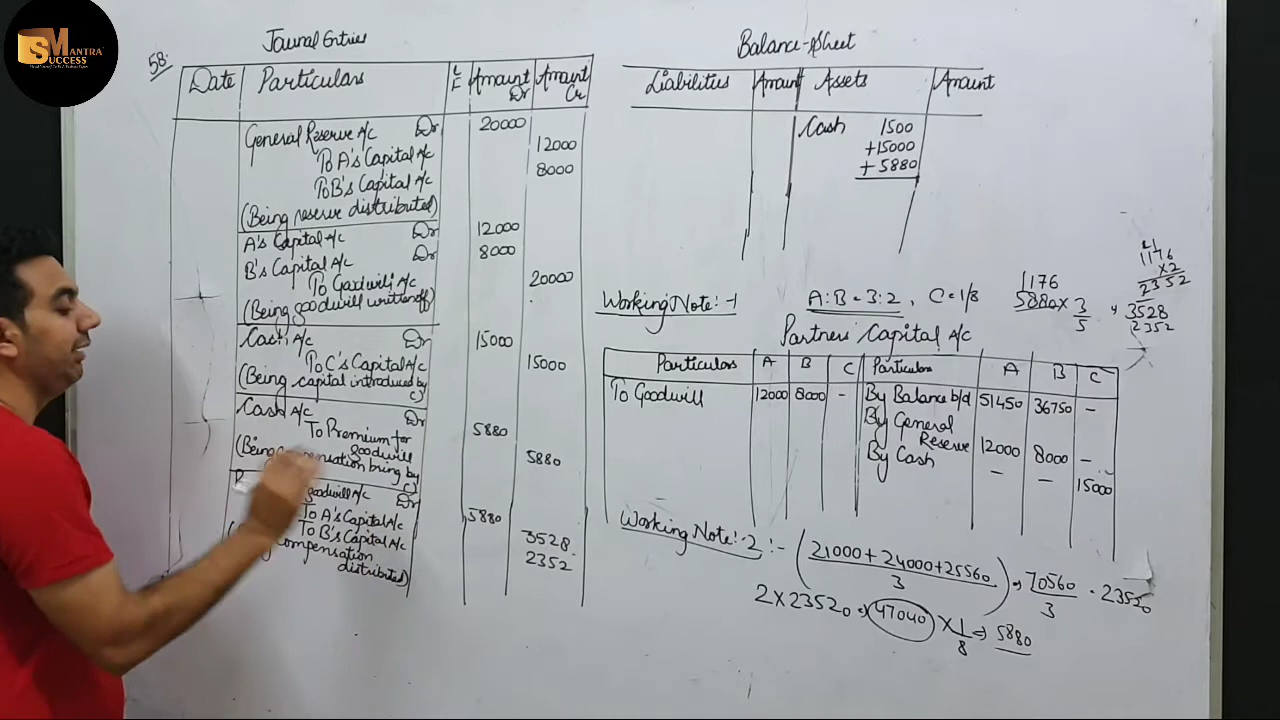 SMANTRA
SUCCESS
58.
Journal Entries
Date Particulars L F Amount Dr Amount Cr
General Reserve A/c Dr 20000
To A's Capital A/c 12000
To B's Capital A/c 8000
(Being reserve distributed)
A's Capital A/c Dr 12000
B's Capital A/c Dr 8000
To Goodwill A/c 20000
(Being goodwill written off)
Cash A/c Dr 15000
To C's Capital A/c 15000
(Being capital introduced by C)
Cash A/c Dr 5880
To Premium for goodwill 5880
(Being bring by C)
goodwill A/c Dr 5880
To A's Capital A/c 3528
To B's Capital A/c 2352
compensation distributed)
Balance-Sheet
Liabilities Amount Assets Amount
Cash 1500
+15000
+5880
Working Note:-1 A:B = 3:2, C=1/8
1176
5880 x 3/5
1176
x2
2352
3528
2352
Partners Capital A/c
Particulars A B C Particulars A B C
To Goodwill 12000 8000 - By Balance b/d 51450 36750 -
By General Reserve 12000 8000 -
By Cash - - 15000
Working Note:-2 :- (21000+24000+25560 / 3) ⇒ 70560 / 3 = 23520
2 x 23520 ⇒ 47040 x 1/8 ⇒ 5880